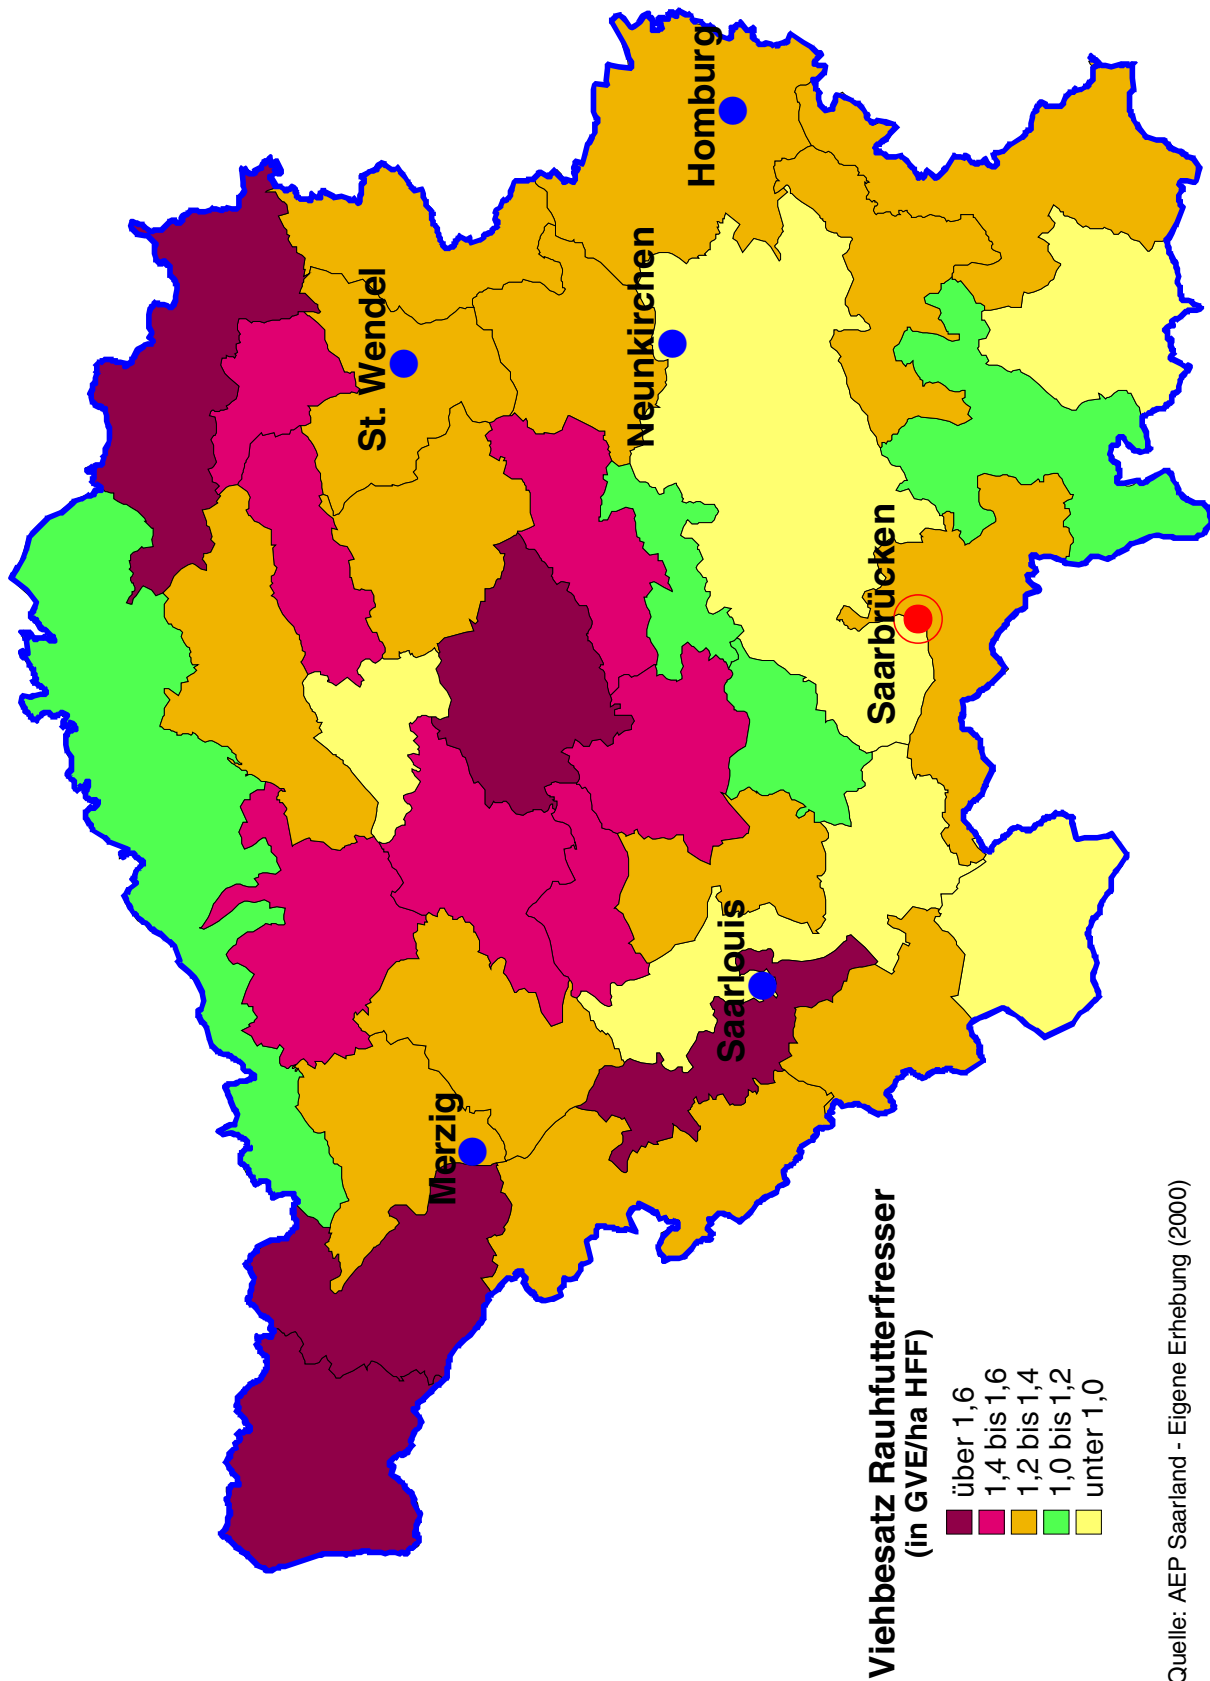 Homburg
St. Wendel
Neunkirchen
Saarbrücken
Saarlouis
Merzig
Viehbesatz Rauhfutterfresser
(in GVE/ha HFF)
über 1,6
1,4 bis 1,6
1,2 bis 1,4
1,0 bis 1,2
unter 1,0
Quelle: AEP Saarland - Eigene Erhebung (2000)